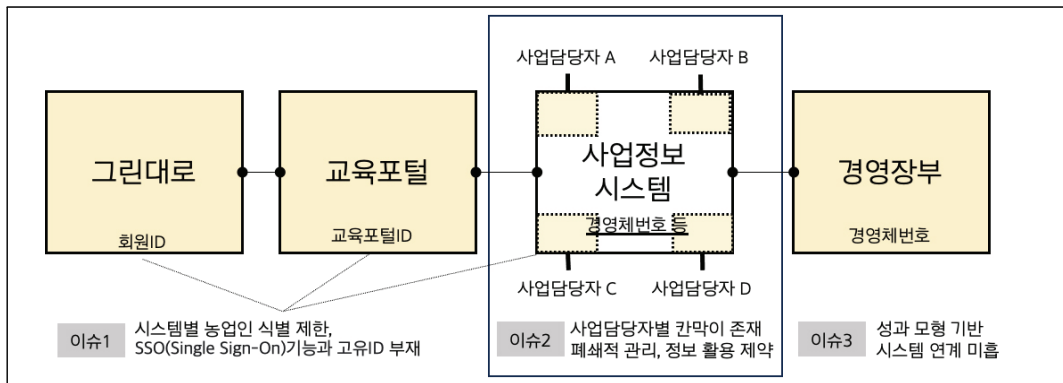 사업담당자 A
사업담당자 B
그린대로
회원ID
교육포털
교육포털ID
사업정보
시스템
경영체번호 등
경영장부
경영체번호
사업담당자 C
사업담당자 D
이슈1
시스템별 농업인 식별 제한,
SSO(Single Sign-On)기능과 고유ID 부재
이슈2
사업담당자별 칸막이 존재
폐쇄적 관리, 정보 활용 제약
이슈3
성과 모형 기반
시스템 연계 미흡